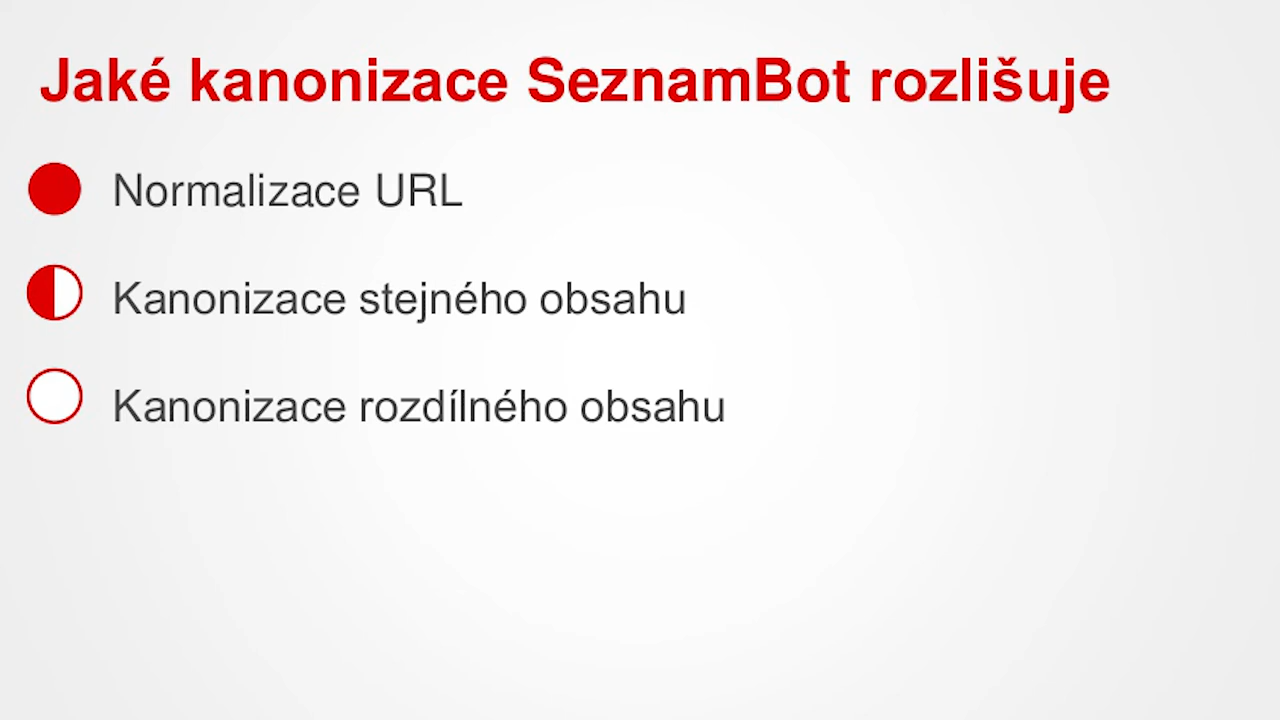 Jaké kanonizace SeznamBot rozlišuje
Normalizace URL
Kanonizace stejného obsahu
Kanonizace rozdílného obsahu